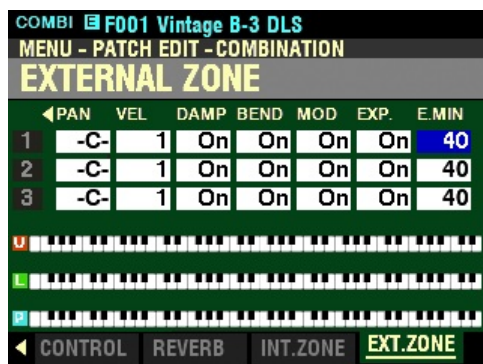 COMBI E F001 Vintage B-3 DLS
MENU - PATCH EDIT - COMBINATION
EXTERNAL ZONE
PAN VEL DAMP BEND MOD EXP. E.MIN
1 -C- 1 On On On On 40
2 -C- 1 On On On On 40
3 -C- 1 On On On On 40
U
L
P
CONTROL REVERB INT.ZONE EXT.ZONE